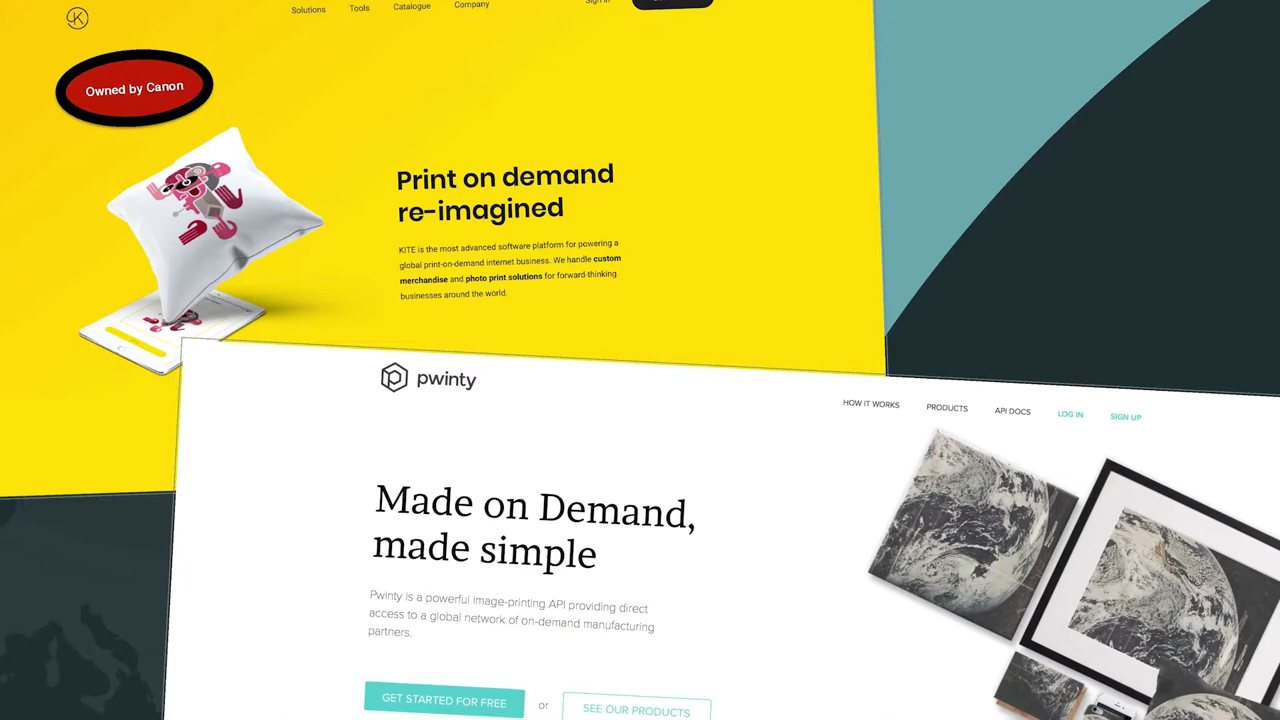 Solutions Tools Catalogue Company Sign in
Owned by Canon
Print on demand
re-imagined
KITE is the most advanced software platform for powering a
global print-on-demand internet business. We handle custom
merchandise and photo print solutions for forward-thinking
businesses around the world.
pwinty
HOW IT WORKS PRODUCTS API DOCS LOG IN SIGN UP
Made on Demand,
made simple
Pwinty is a powerful image-printing API providing direct
access to a global network of on-demand manufacturing
partners.
GET STARTED FOR FREE or SEE OUR PRODUCTS